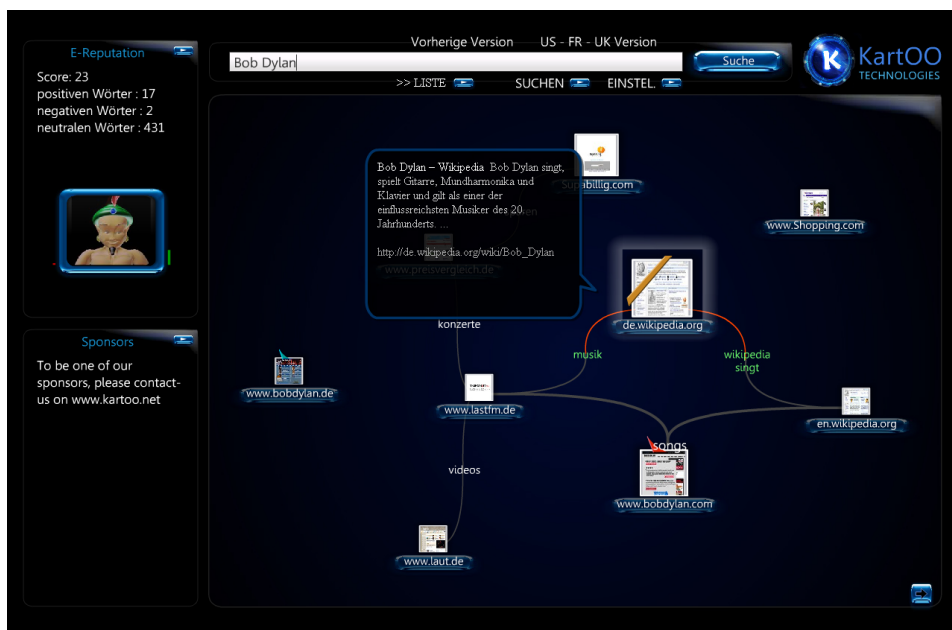 E-Reputation
Score: 23
positiven Wörter : 17
negativen Wörter : 2
neutralen Wörter : 431
Sponsors
To be one of our
sponsors, please contact-
us on www.kartoo.net
Vorherige Version US - FR - UK Version
Bob Dylan
Suche
>> LISTE SUCHEN EINSTEL.
K KartOO
TECHNOLOGIES
Bob Dylan – Wikipedia Bob Dylan singt,
spielt Gitarre, Mundharmonika und
Klavier und gilt als einer der
einflussreichsten Musiker des 20.
Jahrhunderts. ...
http://de.wikipedia.org/wiki/Bob_Dylan
Supabillig.com
www.Shopping.com
www.preisvergleich.de
de.wikipedia.org
konzerte
musik
wikipedia
singt
www.bobdylan.de
www.lastfm.de
en.wikipedia.org
songs
videos
www.bobdylan.com
www.laut.de